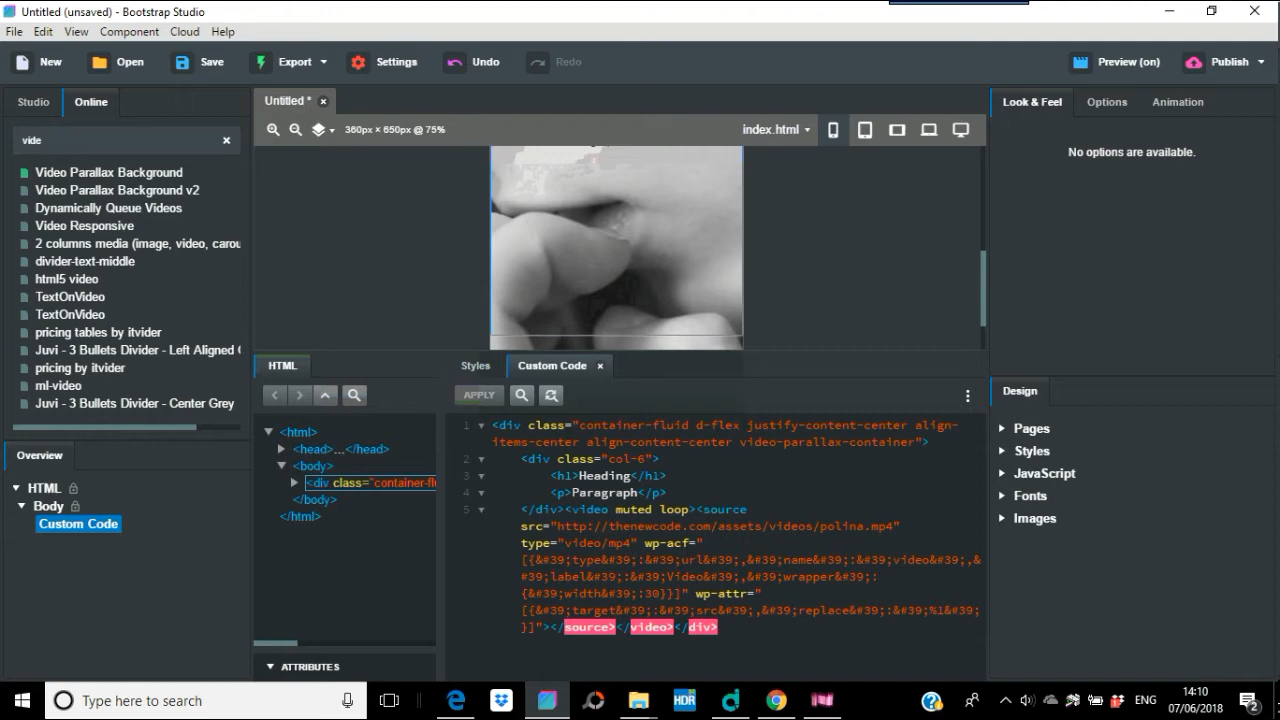 Untitled (unsaved) - Bootstrap Studio
File Edit View Component Cloud Help
New Open Save Export Settings Undo Redo Preview (on) Publish
Studio Online
vide
Video Parallax Background
Video Parallax Background v2
Dynamically Queue Videos
Video Responsive
2 columns media (image, video, carou
divider-text-middle
html5 video
TextOnVideo
TextOnVideo
pricing tables by itvider
Juvi - 3 Bullets Divider - Left Aligned
pricing by itvider
ml-video
Juvi - 3 Bullets Divider - Center Grey
Overview
HTML
Body
Custom Code
Untitled *
360px × 650px @ 75%
index.html
HTML
<html>
<head>...</head>
<body>
<div class="container-fl
</body>
</html>
ATTRIBUTES
Styles Custom Code
APPLY
1 <div class="container-fluid d-flex justify-content-center align-
items-center align-content-center video-parallax-container">
2 <div class="col-6">
3 <h1>Heading</h1>
4 <p>Paragraph</p>
5 </div><video muted loop><source
src="http://thenewcode.com/assets/videos/polina.mp4"
type="video/mp4" wp-acf="
[{&#39;type&#39;:&#39;url&#39;,&#39;name&#39;:&#39;video&#39;,&
#39;label&#39;:&#39;Video&#39;,&#39;wrapper&#39;:
{&#39;width&#39;:30}}]" wp-attr="
[{&#39;target&#39;:&#39;src&#39;,&#39;replace&#39;:&#39;%1&#39;
}]"></source></video></div>
Look & Feel Options Animation
No options are available.
Design
Pages
Styles
JavaScript
Fonts
Images
Type here to search
ENG
14:10
07/06/2018
2